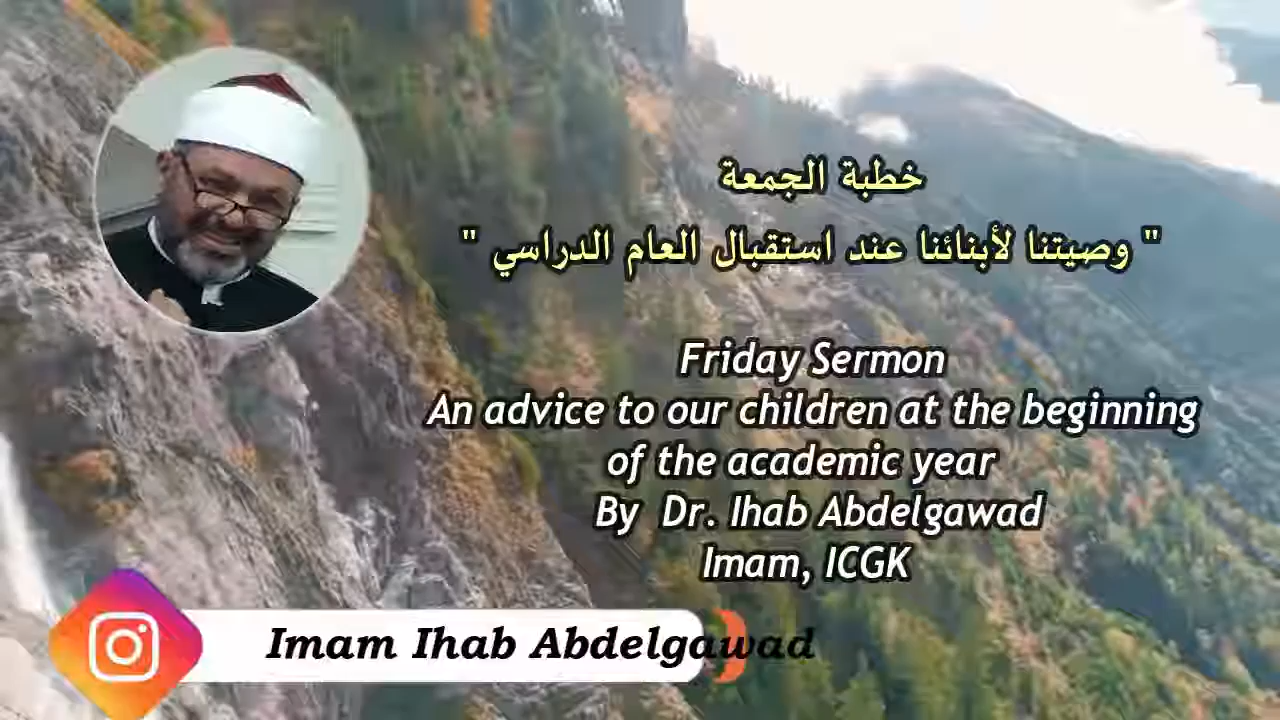 خطبة الجمعة
" وصيتنا لأبنائنا عند استقبال العام الدراسي "
Friday Sermon
An advice to our children at the beginning
of the academic year
By Dr. Ihab Abdelgawad
Imam, ICGK
Imam Ihab Abdelgawad